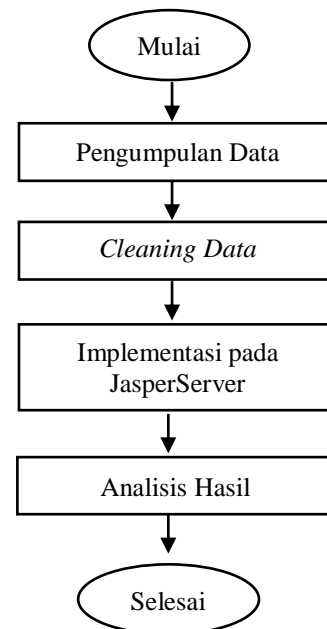 Mulai
Pengumpulan Data
Cleaning Data
Implementasi pada
JasperServer
Analisis Hasil
Selesai